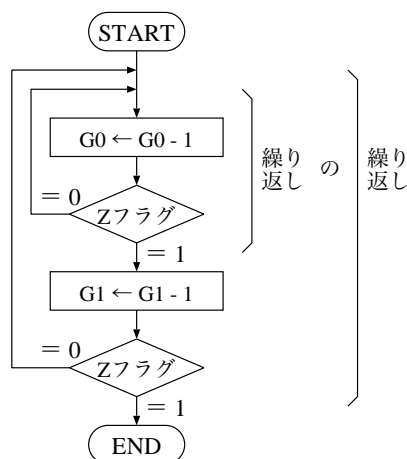 START
G0 ← G0 - 1
＝ 0
Zフラグ
＝ 1
G1 ← G1 - 1
＝ 0
Zフラグ
＝ 1
END
繰り
返し
の
繰り
返し